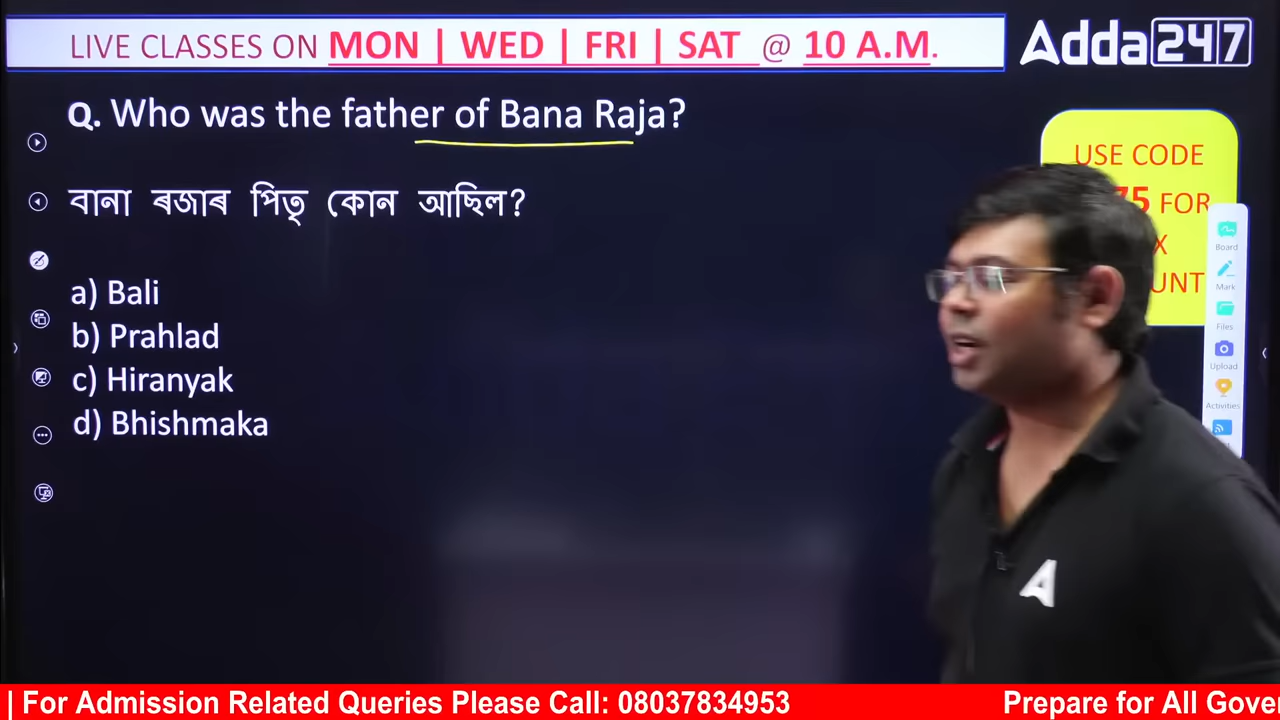 LIVE CLASSES ON MON | WED | FRI | SAT @ 10 A.M.
Adda247
Q. Who was the father of Bana Raja?
বানা ৰজাৰ পিতৃ কোন আছিল?
a) Bali
b) Prahlad
c) Hiranyak
d) Bhishmaka
USE CODE
75 FOR
X
UNT
Board
Mark
Files
Upload
Activities
A
| For Admission Related Queries Please Call: 08037834953
Prepare for All Gove